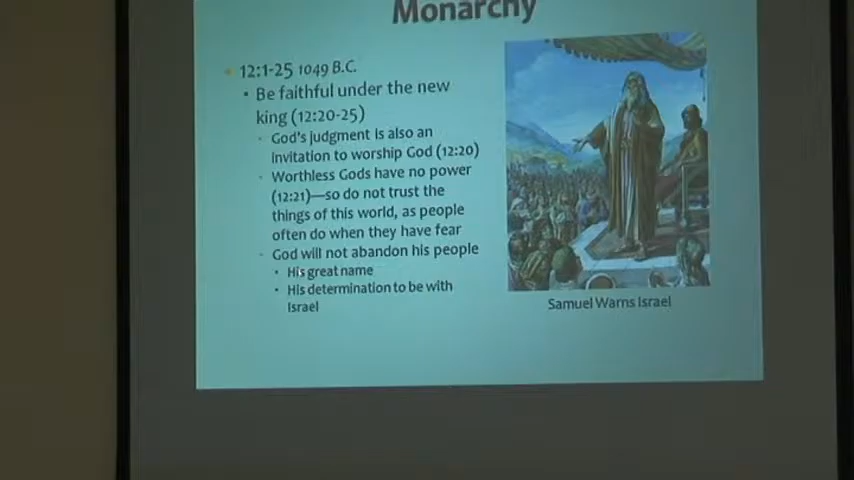 Monarchy
12:1-25 1049 B.C.
Be faithful under the new
king (12:20-25)
God's judgment is also an
invitation to worship God (12:20)
Worthless Gods have no power
(12:21)—so do not trust the
things of this world, as people
often do when they have fear
God will not abandon his people
His great name
His determination to be with
Israel
Samuel Warns Israel